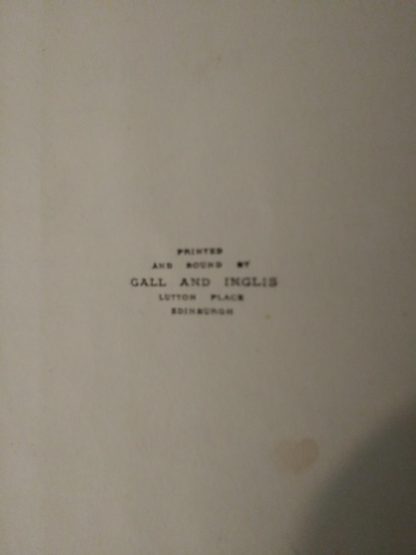 PRINTED
AND BOUND BY
GALL AND INGLIS
LUTTON PLACE
EDINBURGH